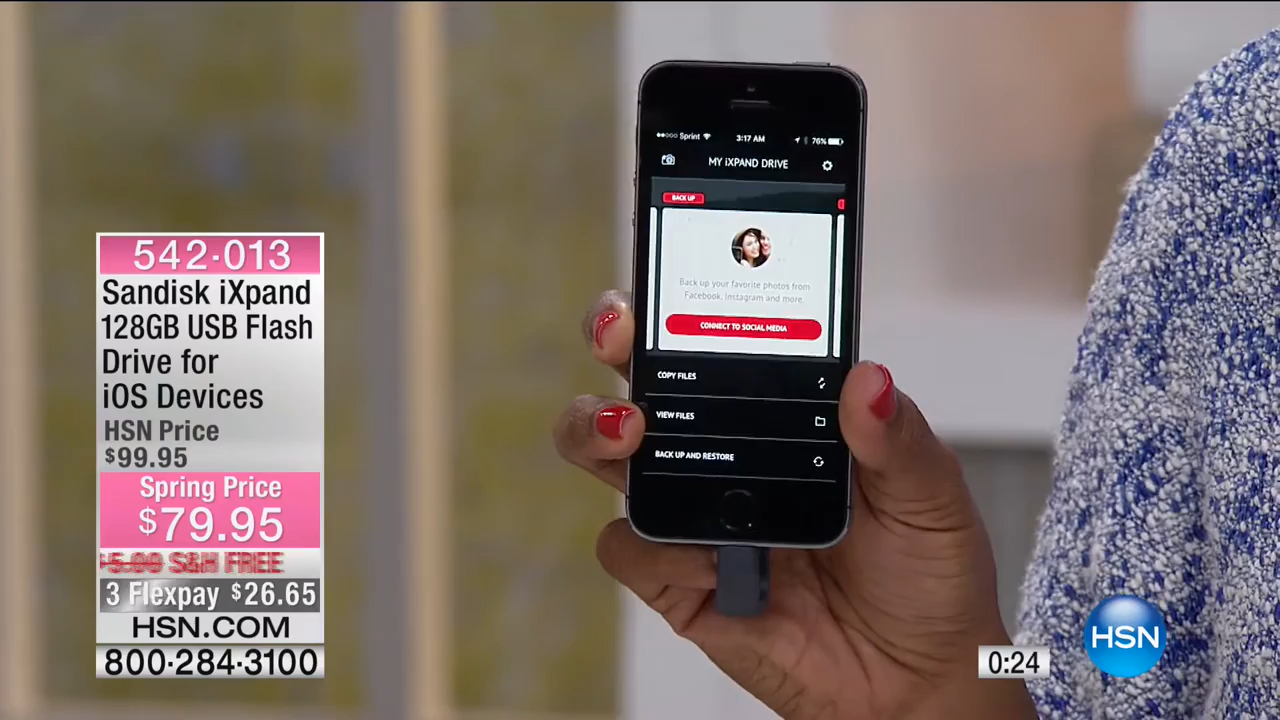 542·013
Sandisk iXpand
128GB USB Flash
Drive for
iOS Devices
HSN Price
$99.95
Spring Price
$79.95
$5.00 S&H FREE
3 Flexpay $26.65
HSN.COM
800·284·3100
Sprint 3:17 AM 76%
MY iXPAND DRIVE
BACK UP
Back up your favorite photos from
Facebook, Instagram and more.
CONNECT TO SOCIAL MEDIA
COPY FILES
VIEW FILES
BACK UP AND RESTORE
0:24
HSN